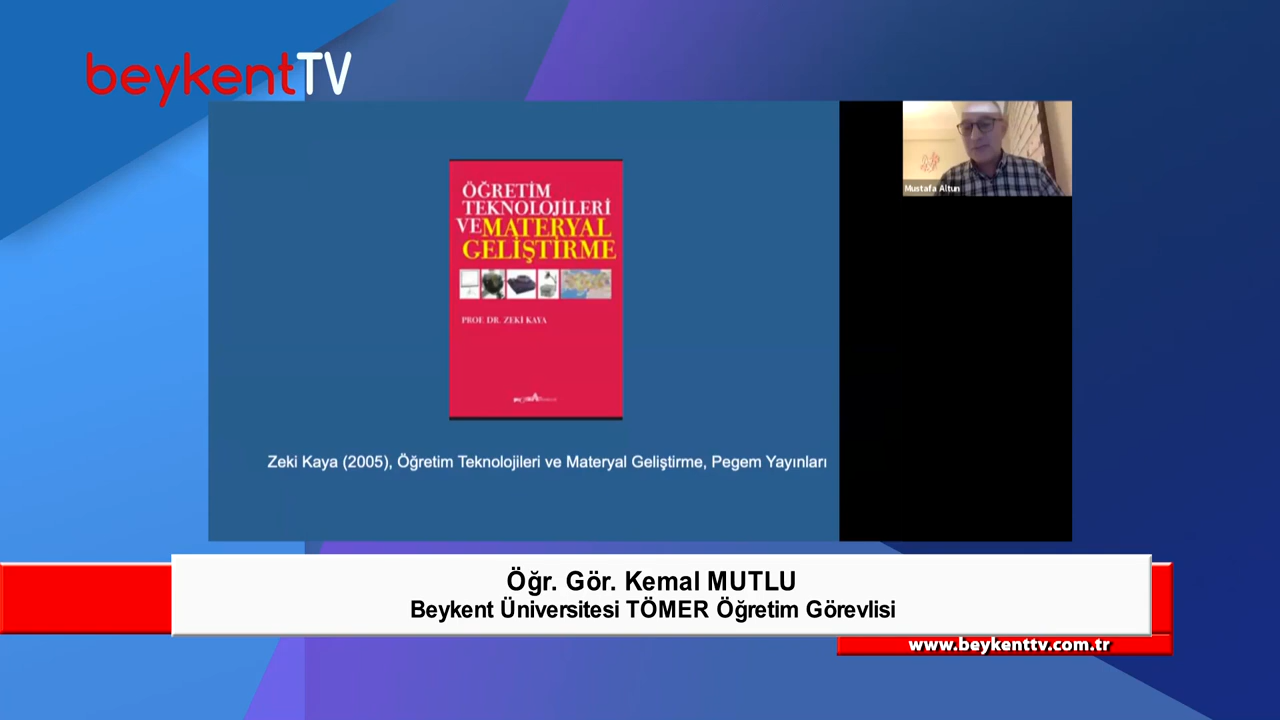 beykentTV
ÖĞRETİM
TEKNOLOJİLERİ
VE MATERYAL
GELİŞTİRME
PROF. DR. ZEKİ KAYA
Mustafa Altun
Zeki Kaya (2005), Öğretim Teknolojileri ve Materyal Geliştirme, Pegem Yayınları
Öğr. Gör. Kemal MUTLU
Beykent Üniversitesi TÖMER Öğretim Görevlisi
www.beykenttv.com.tr